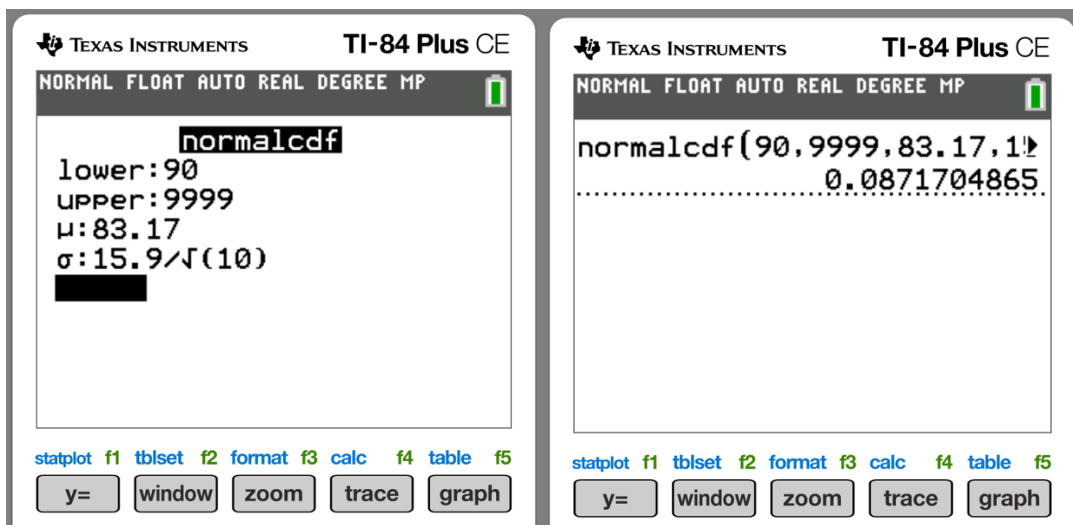 TEXAS INSTRUMENTS TI-84 Plus CE
NORMAL FLOAT AUTO REAL DEGREE MP
normalcdf
lower:90
upper:9999
μ:83.17
σ:15.9/√(10)
statplot f1 tblset f2 format f3 calc f4 table f5
y= window zoom trace graph
TEXAS INSTRUMENTS TI-84 Plus CE
NORMAL FLOAT AUTO REAL DEGREE MP
normalcdf(90,9999,83.17,1
0.0871704865
statplot f1 tblset f2 format f3 calc f4 table f5
y= window zoom trace graph